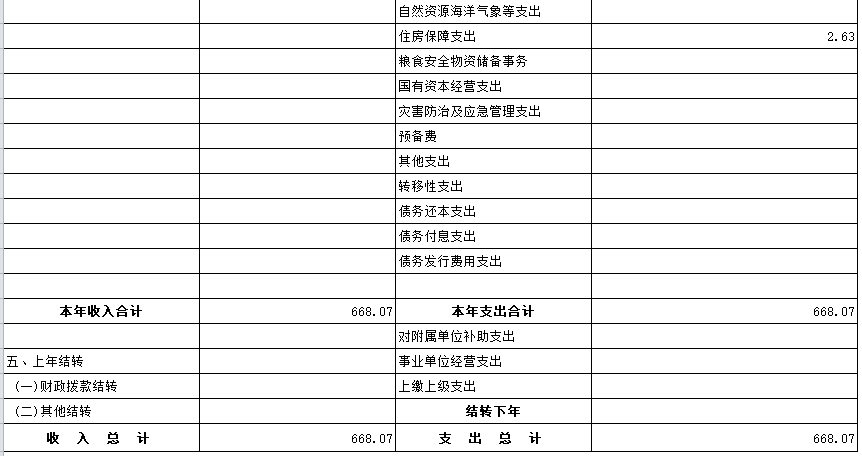 自然资源海洋气象等支出
住房保障支出 2.63
粮食安全物资储备事务
国有资本经营支出
灾害防治及应急管理支出
预备费
其他支出
转移性支出
债务还本支出
债务付息支出
债务发行费用支出
本年收入合计 668.07 本年支出合计 668.07
对附属单位补助支出
五、上年结转 事业单位经营支出
(一)财政拨款结转 上缴上级支出
(二)其他结转 结转下年
收 入 总 计 668.07 支 出 总 计 668.07